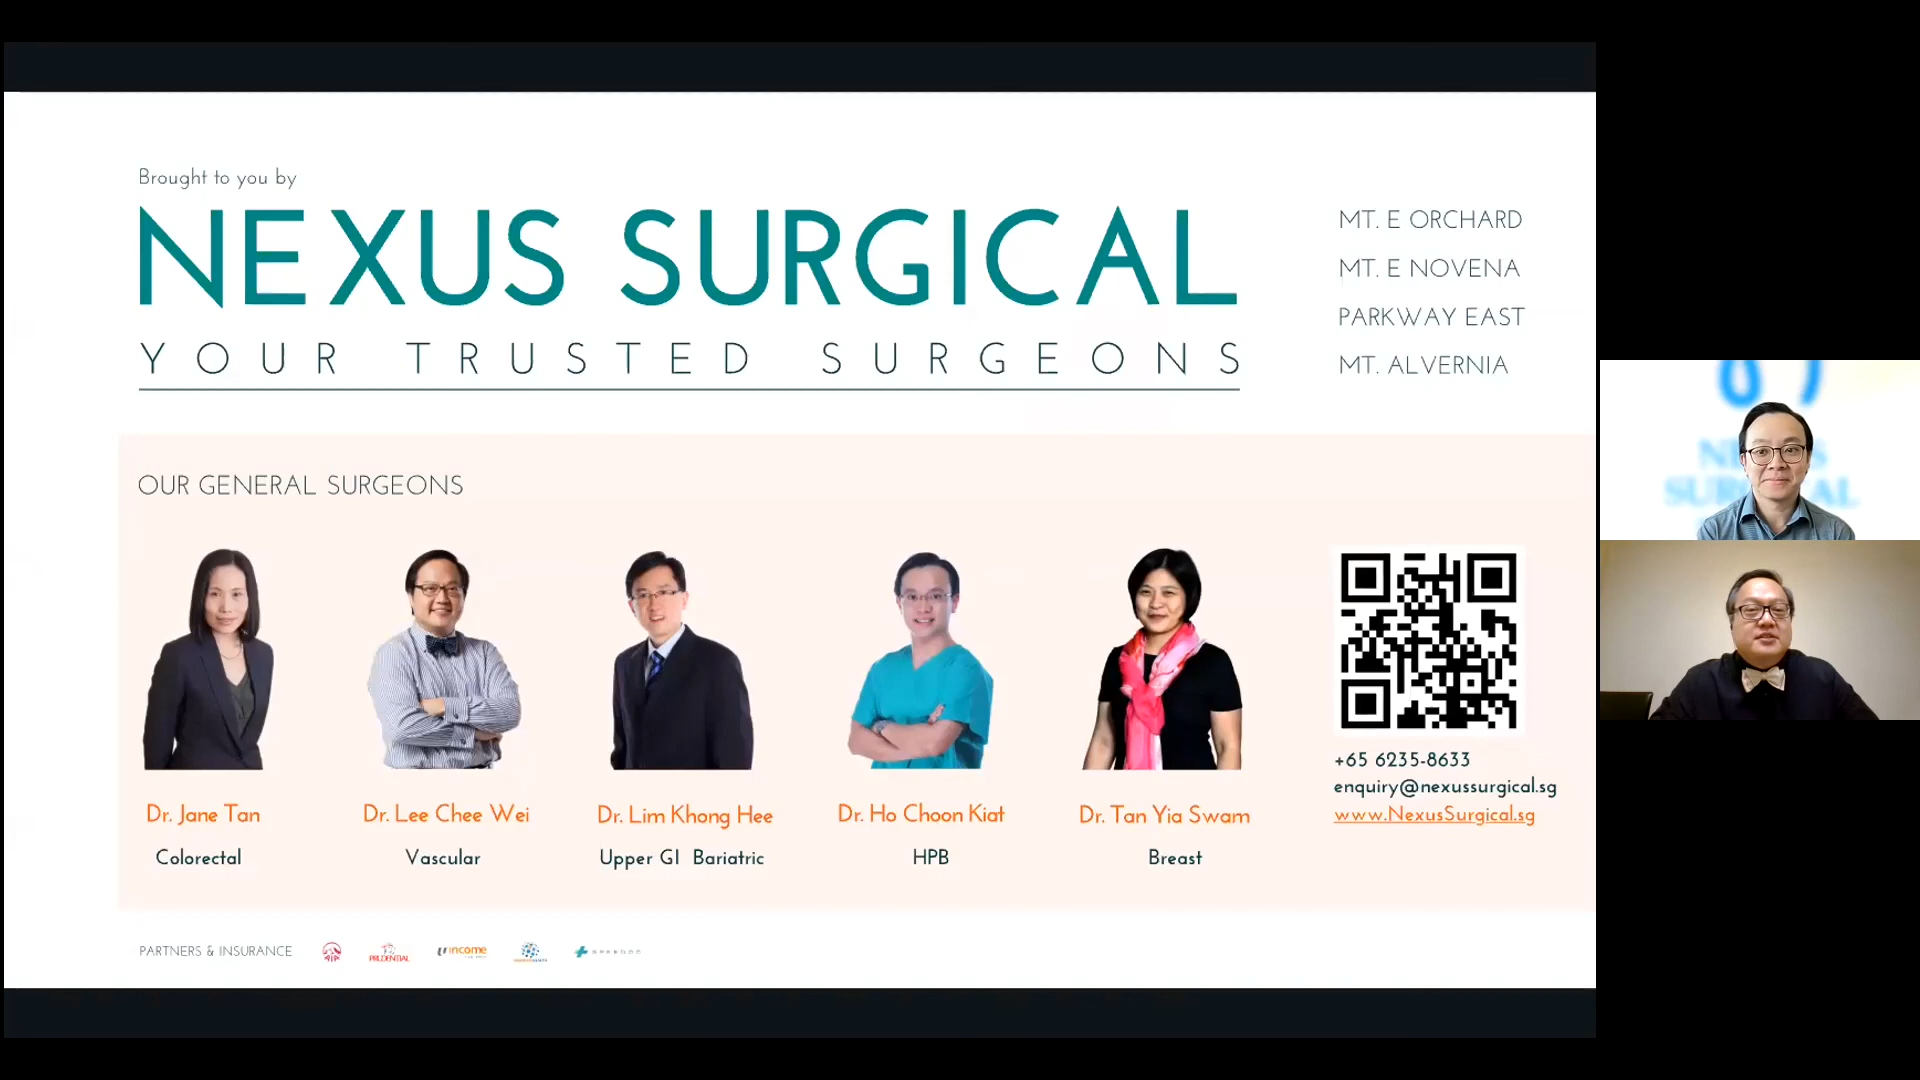 Brought to you by
NEXUS SURGICAL
YOUR TRUSTED SURGEONS
MT. E ORCHARD
MT. E NOVENA
PARKWAY EAST
MT. ALVERNIA
OUR GENERAL SURGEONS
Dr. Jane Tan
Colorectal
Dr. Lee Chee Wei
Vascular
Dr. Lim Khong Hee
Upper GI Bariatric
Dr. Ho Choon Kiat
HPB
Dr. Tan Yia Swam
Breast
+65 6235-8633
enquiry@nexussurgical.sg
www.NexusSurgical.sg
PARTNERS & INSURANCE
AIA
PRUDENTIAL
income